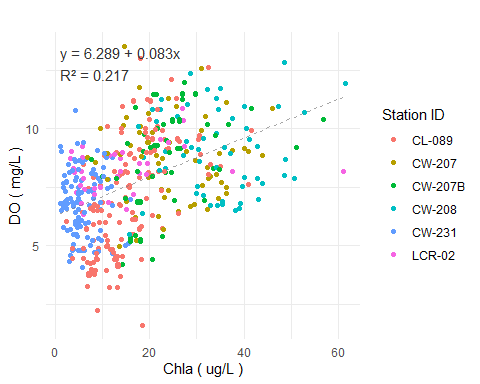 y = 6.289 + 0.083x
R² = 0.217
DO ( mg/L )
10
5
0
20
40
60
Chla ( ug/L )
Station ID
CL-089
CW-207
CW-207B
CW-208
CW-231
LCR-02